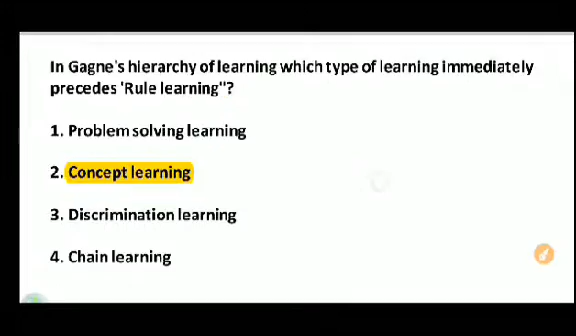 In Gagne's hierarchy of learning which type of learning immediately
precedes 'Rule learning"?
1. Problem solving learning
2. Concept learning
3. Discrimination learning
4. Chain learning